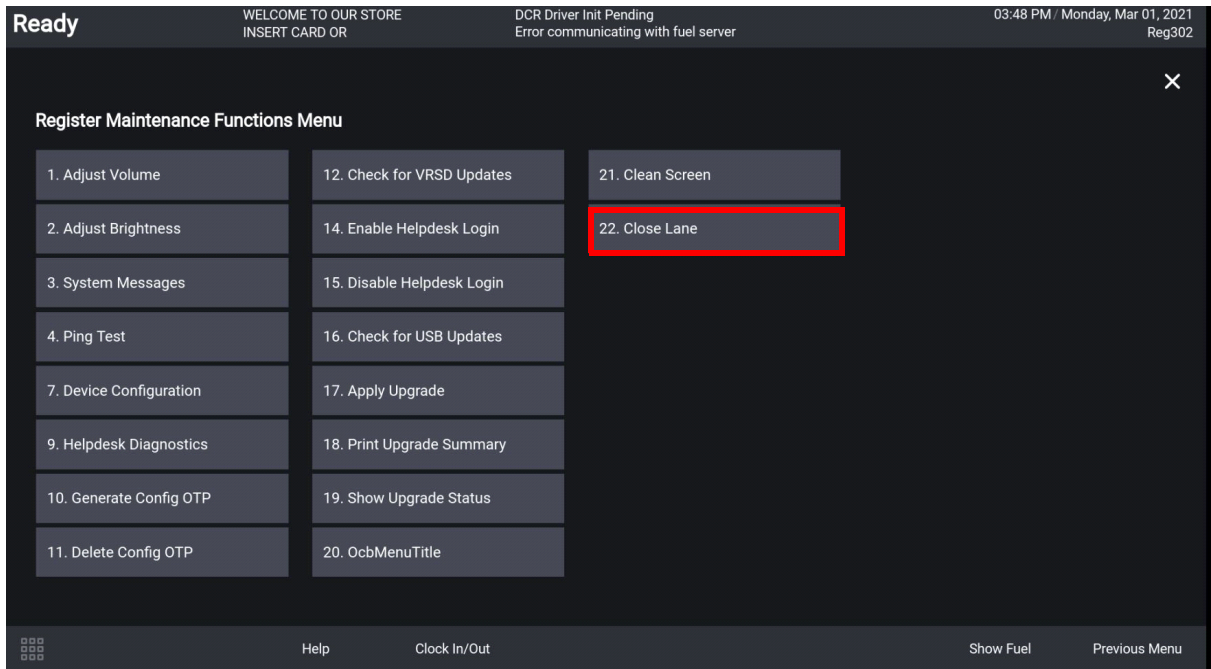 Ready
WELCOME TO OUR STORE
INSERT CARD OR
DCR Driver Init Pending
Error communicating with fuel server
03:48 PM / Monday, Mar 01, 2021
Reg302
Register Maintenance Functions Menu
1. Adjust Volume
2. Adjust Brightness
3. System Messages
4. Ping Test
7. Device Configuration
9. Helpdesk Diagnostics
10. Generate Config OTP
11. Delete Config OTP
12. Check for VRSD Updates
14. Enable Helpdesk Login
15. Disable Helpdesk Login
16. Check for USB Updates
17. Apply Upgrade
18. Print Upgrade Summary
19. Show Upgrade Status
20. OcbMenuTitle
21. Clean Screen
22. Close Lane
Help
Clock In/Out
Show Fuel
Previous Menu